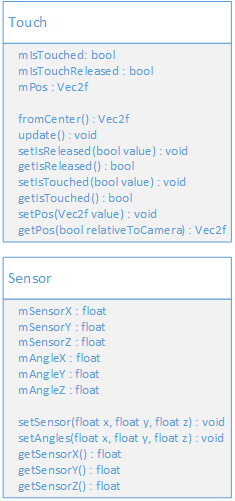 Touch
mIsTouched: bool
mIsTouchReleased : bool
mPos : Vec2f
fromCenter() : Vec2f
update() : void
setIsReleased(bool value) : void
getIsReleased() : bool
setIsTouched(bool value) : void
getIsTouched() : bool
setPos(Vec2f value) : void
getPos(bool relativeToCamera) : Vec2f
Sensor
mSensorX : float
mSensorY : float
mSensorZ : float
mAngleX : float
mAngleY : float
mAngleZ : float
setSensor(float x, float y, float z) : void
setAngles(float x, float y, float z) : void
getSensorX() : float
getSensorY() : float
getSensorZ() : float